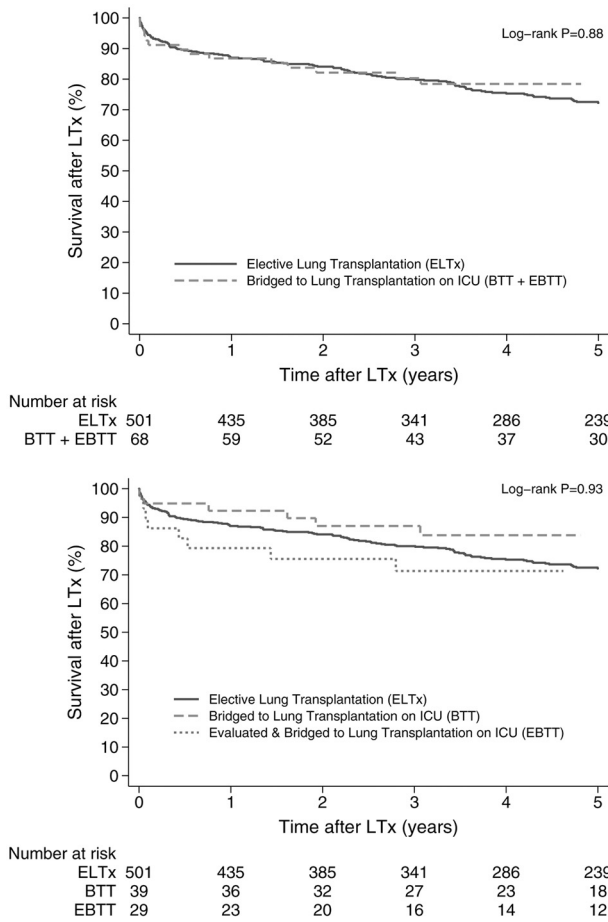 100
90
80
70
60
50
40
30
20
10
0
Survival after LTx (%)
Log-rank P=0.88
Elective Lung Transplantation (ELTx)
Bridged to Lung Transplantation on ICU (BTT + EBTT)
0 1 2 3 4 5
Time after LTx (years)
Number at risk
ELTx 501 435 385 341 286 239
BTT + EBTT 68 59 52 43 37 30
100
90
80
70
60
50
40
30
20
10
0
Survival after LTx (%)
Log-rank P=0.93
Elective Lung Transplantation (ELTx)
Bridged to Lung Transplantation on ICU (BTT)
Evaluated & Bridged to Lung Transplantation on ICU (EBTT)
0 1 2 3 4 5
Time after LTx (years)
Number at risk
ELTx 501 435 385 341 286 239
BTT 39 36 32 27 23 18
EBTT 29 23 20 16 14 12